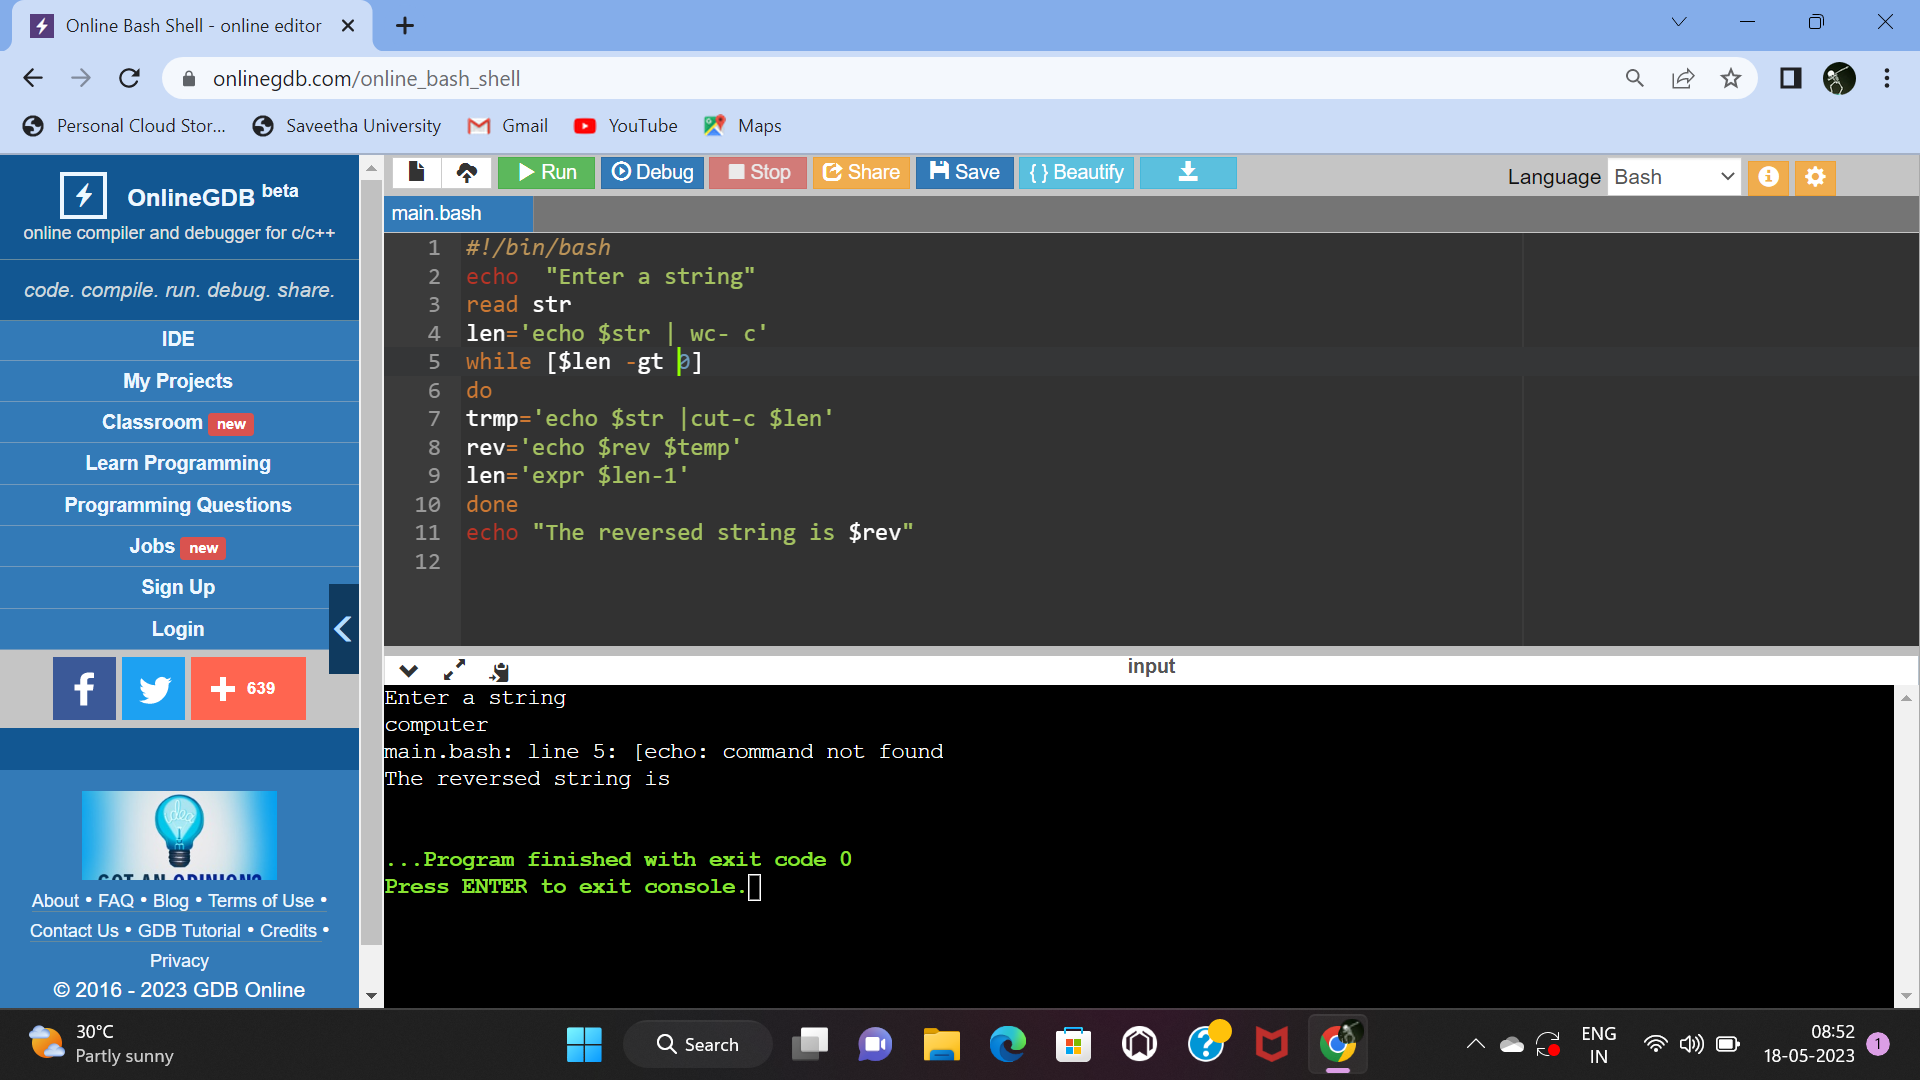 Online Bash Shell - online editor
onlinegdb.com/online_bash_shell
Personal Cloud Stor...
Saveetha University
Gmail
YouTube
Maps
OnlineGDB beta
online compiler and debugger for c/c++
code. compile. run. debug. share.
IDE
My Projects
Classroom new
Learn Programming
Programming Questions
Jobs new
Sign Up
Login
f
+ 639
idea
GOT AN OPINION?
About • FAQ • Blog • Terms of Use •
Contact Us • GDB Tutorial • Credits •
Privacy
© 2016 - 2023 GDB Online
Run
Debug
Stop
Share
Save
{ } Beautify
Language Bash
main.bash
1 #!/bin/bash
2 echo  "Enter a string"
3 read str
4 len='echo $str | wc- c'
5 while [$len -gt 0]
6 do
7 trmp='echo $str |cut-c $len'
8 rev='echo $rev $temp'
9 len='expr $len-1'
10 done
11 echo "The reversed string is $rev"
12
input
Enter a string
computer
main.bash: line 5: [echo: command not found
The reversed string is
...Program finished with exit code 0
Press ENTER to exit console.
30°C
Partly sunny
Search
ENG
IN
08:52
18-05-2023
1